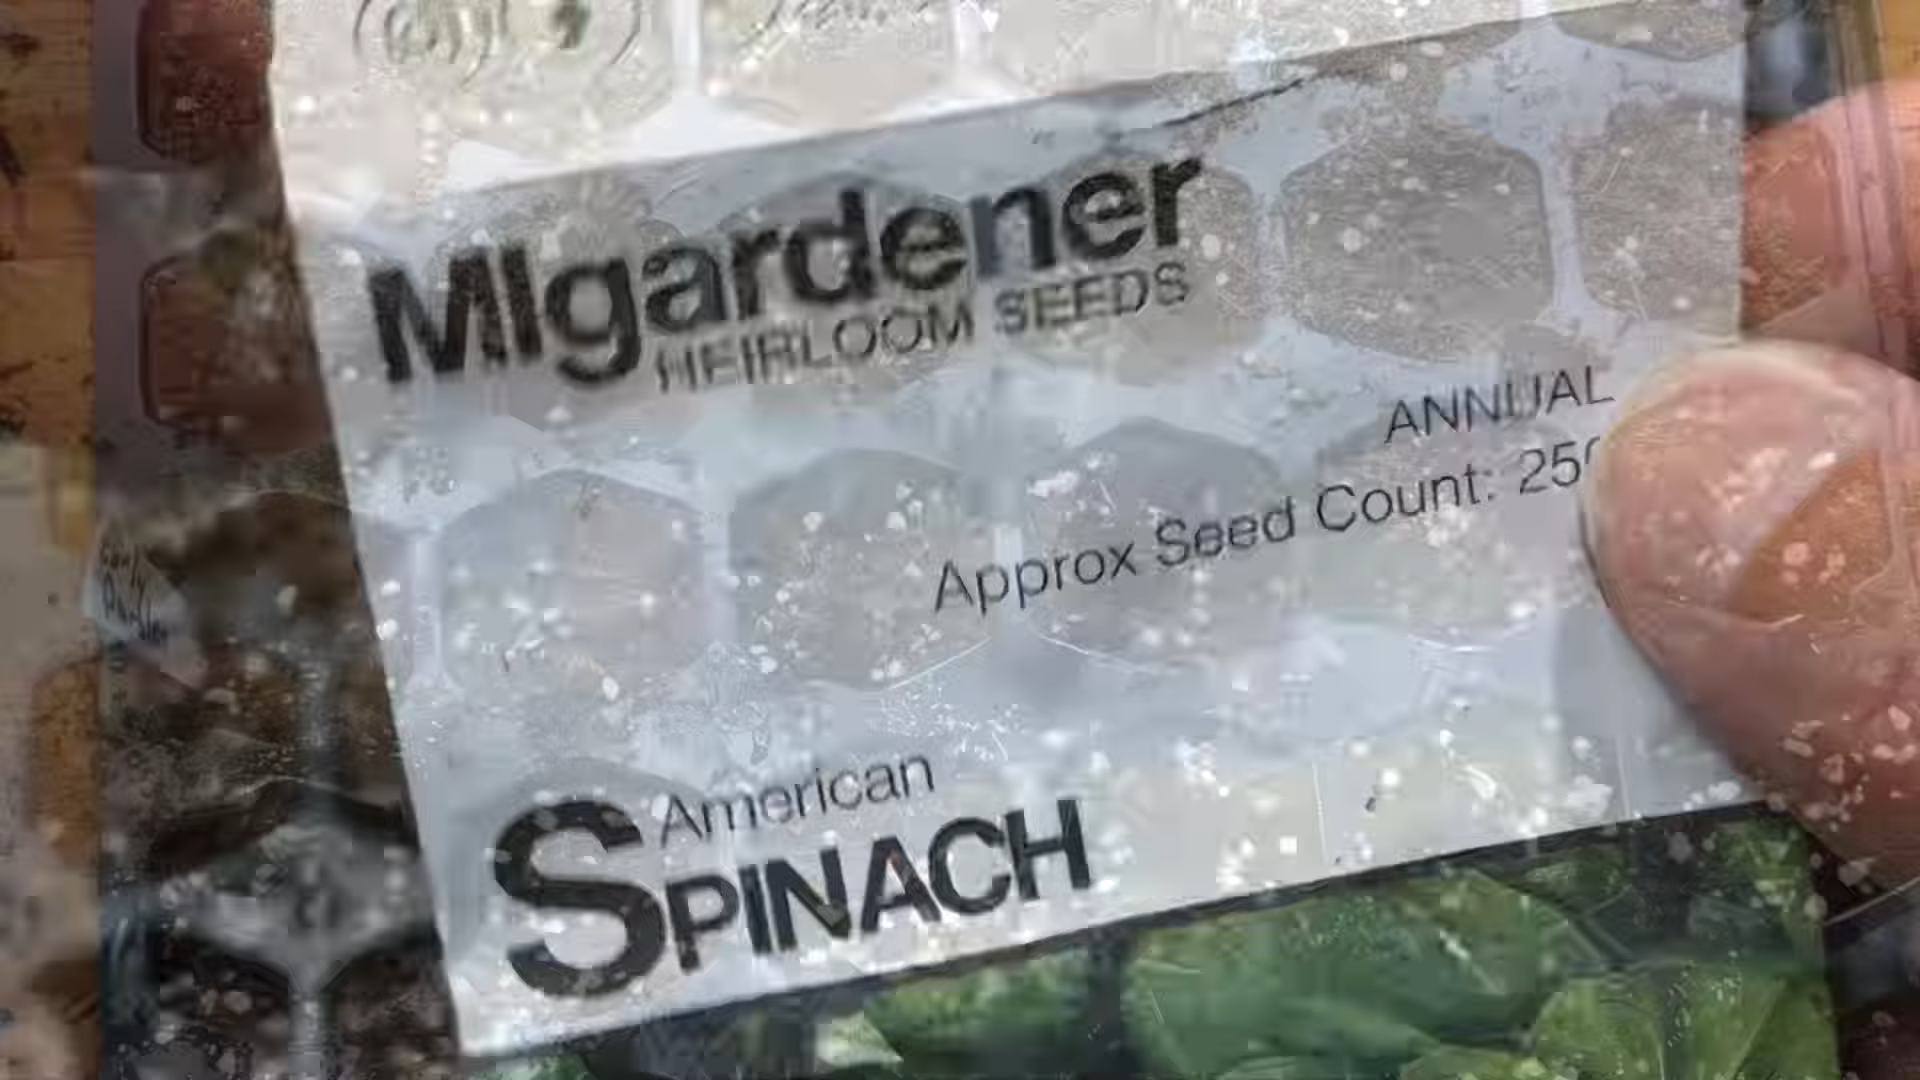 MIgardener
HEIRLOOM SEEDS
ANNUAL
Approx Seed Count:
American
SPINACH